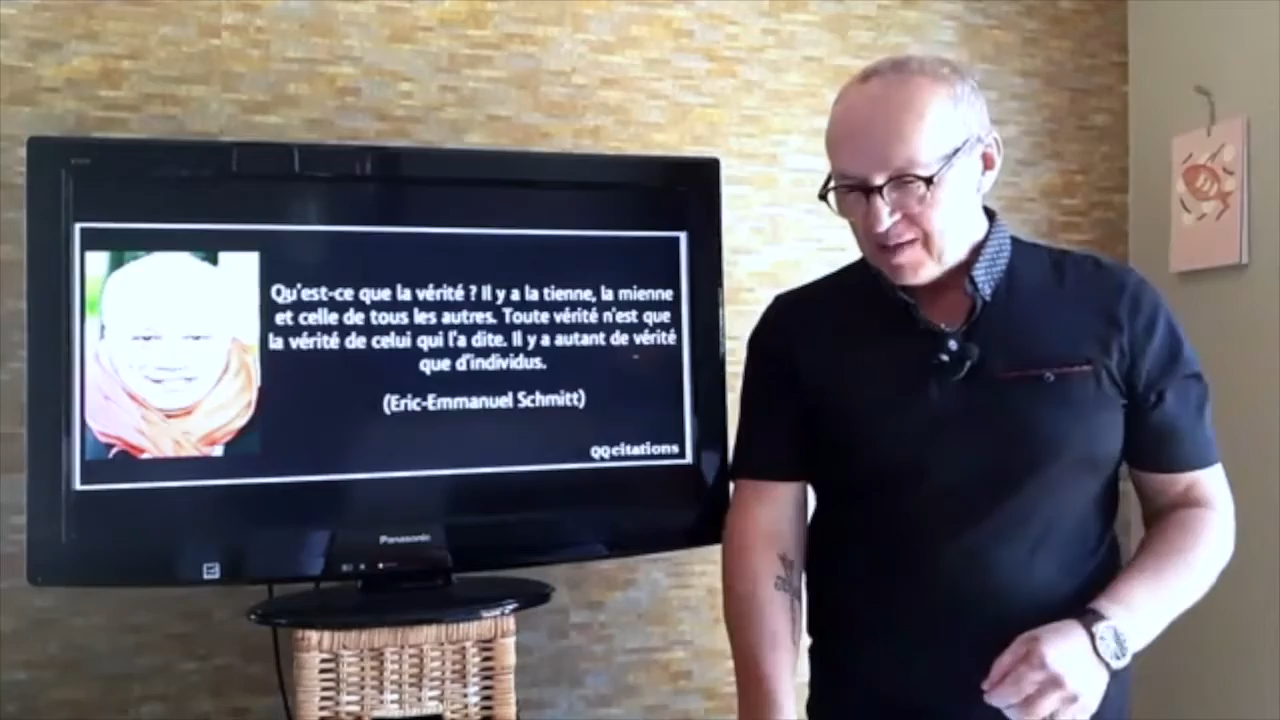 Qu'est-ce que la vérité ? Il y a la tienne, la mienne
et celle de tous les autres. Toute vérité n'est que
la vérité de celui qui l'a dite. Il y a autant de vérité
que d'individus.
(Eric-Emmanuel Schmitt)
QQcitations
Panasonic